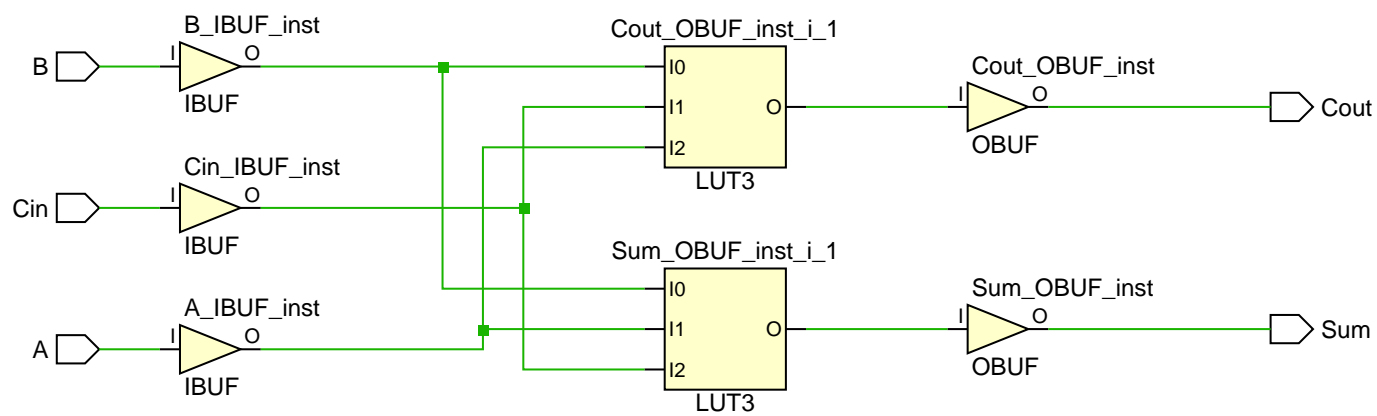 B_IBUF_inst
B
I
O
IBUF
Cout_OBUF_inst_i_1
I0
I1
I2
O
LUT3
Cout_OBUF_inst
I
O
OBUF
Cout
Cin_IBUF_inst
Cin
I
O
IBUF
A_IBUF_inst
A
I
O
IBUF
Sum_OBUF_inst_i_1
I0
I1
I2
O
LUT3
Sum_OBUF_inst
I
O
OBUF
Sum